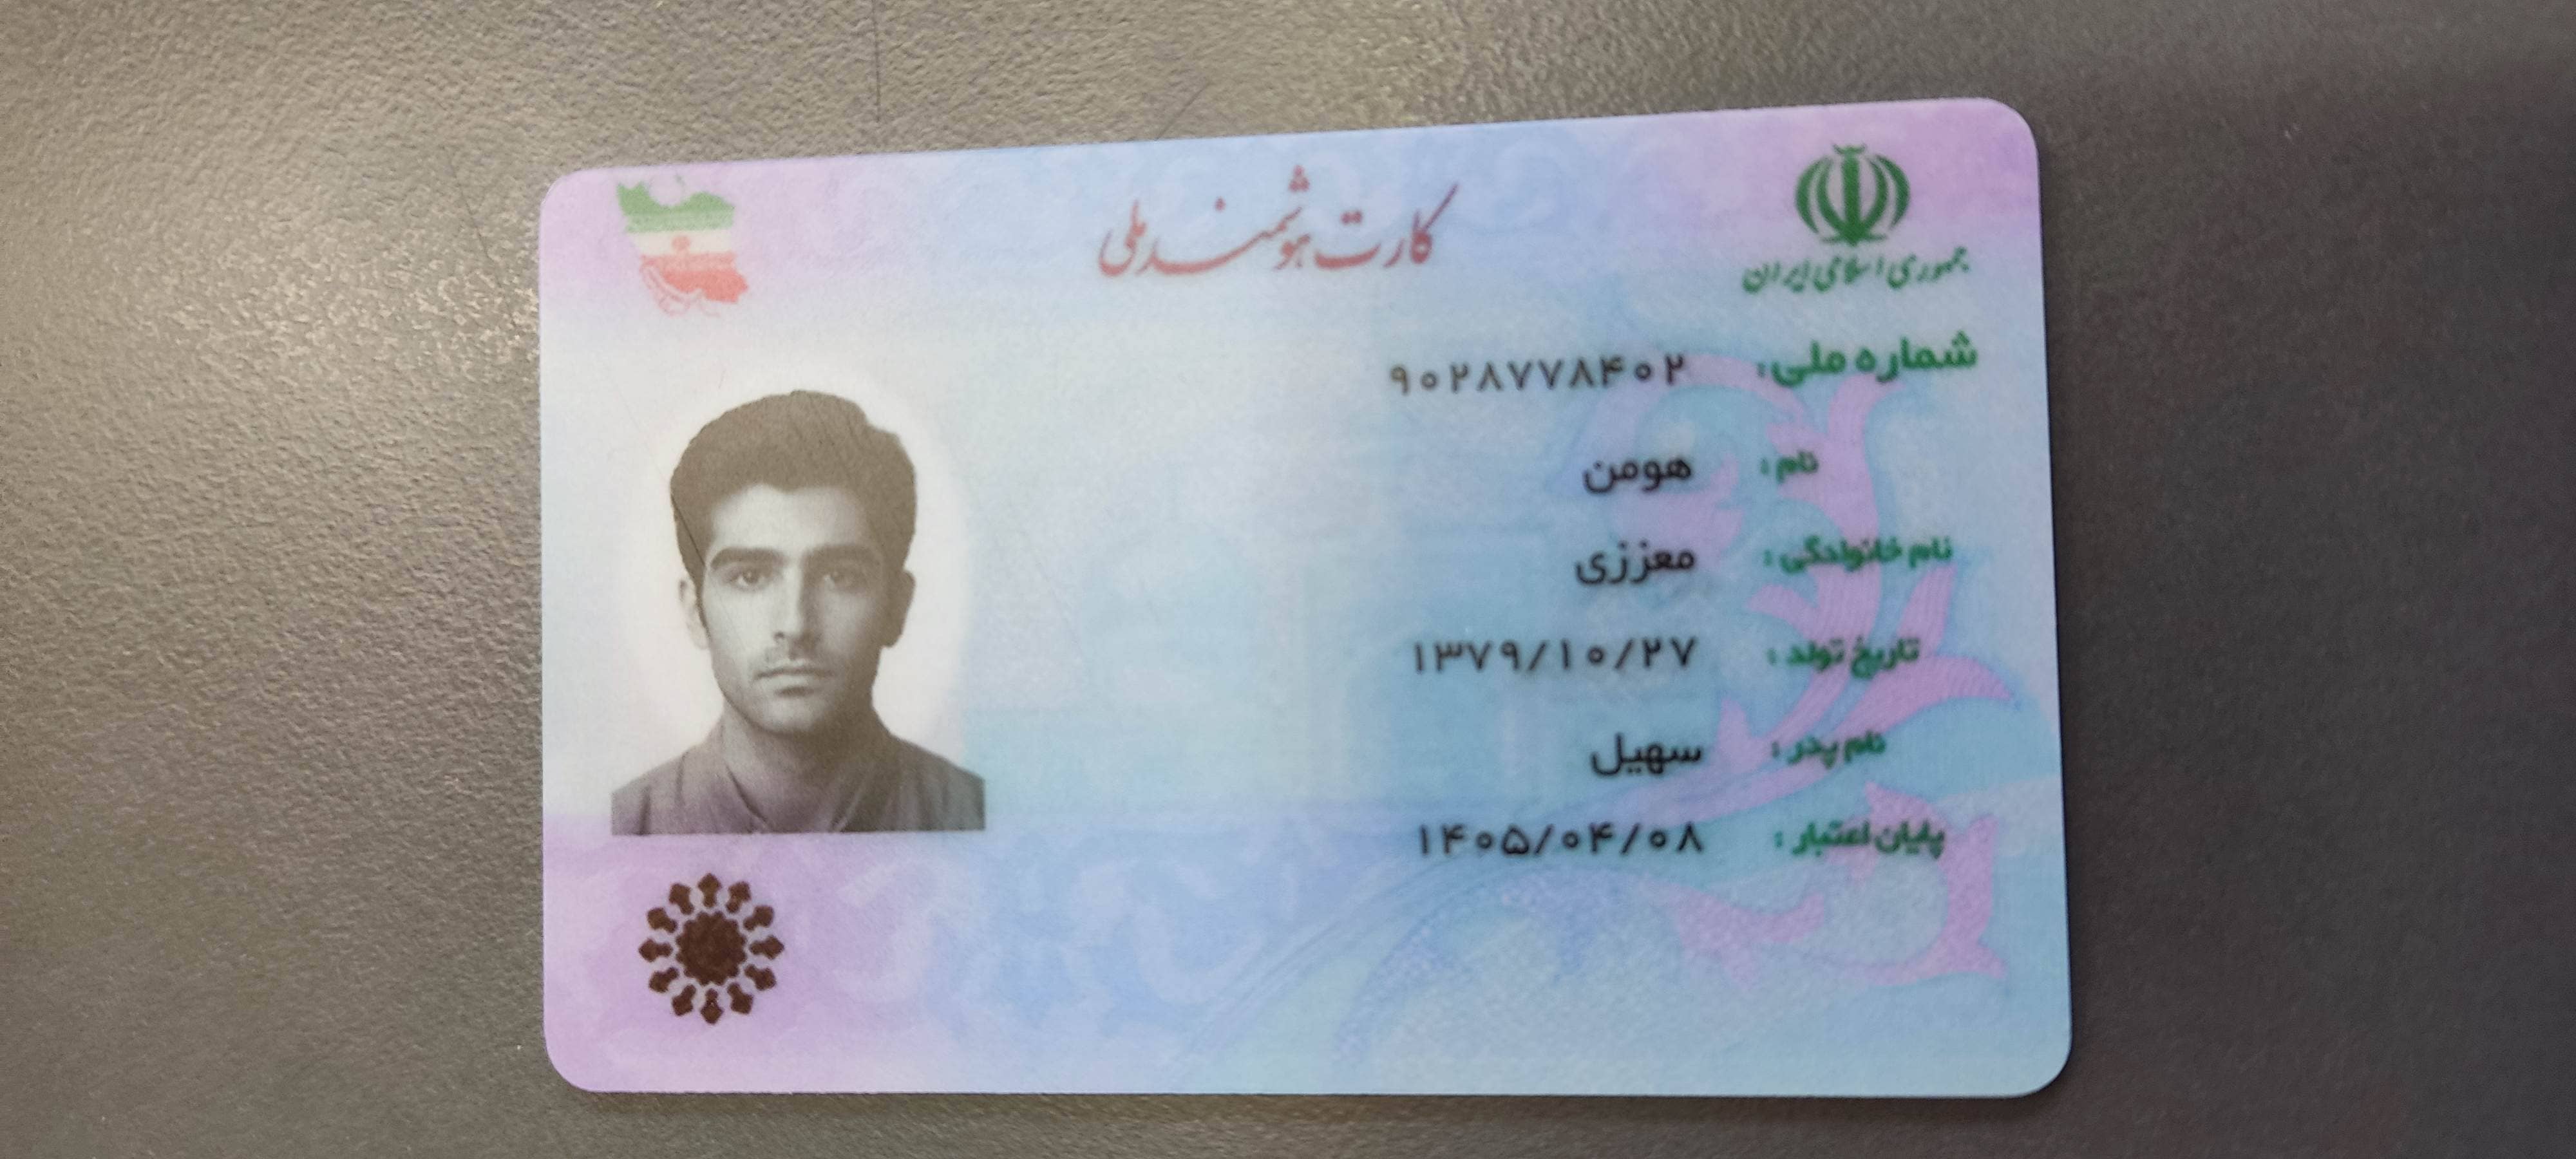 جمهوری اسلامی ایران
کارت هوشمند ملی
شماره ملی: ۹۰۲۸۷۷۸۴۰۲
نام: هومن
نام خانوادگی: معززی
تاریخ تولد: ۱۳۷۹/۱۰/۲۷
نام پدر: سهیل
پایان اعتبار: ۱۴۰۵/۰۴/۰۸